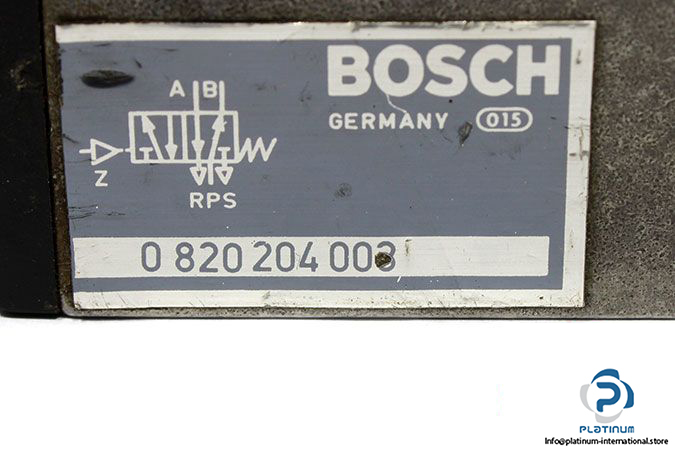 BOSCH
A B
GERMANY 015
Z
RPS
0 820 204 003
P
PLATINUM
Info@platinum-international.store